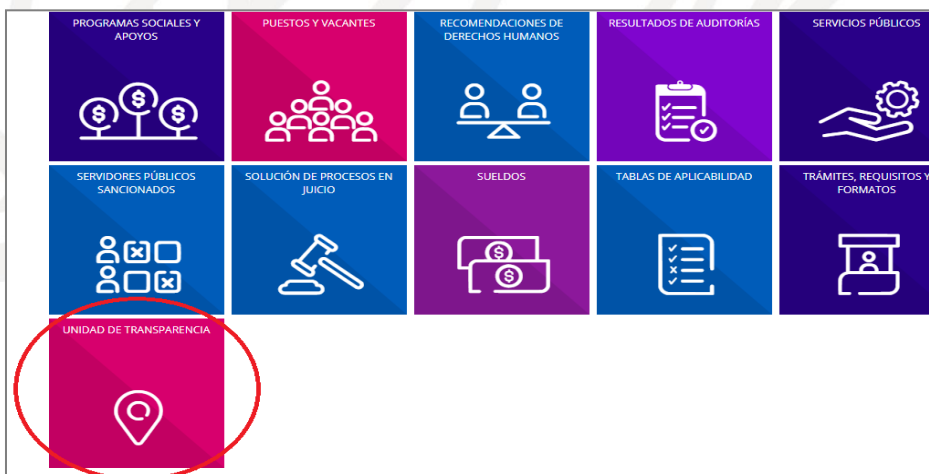 PROGRAMAS SOCIALES Y
APOYOS
PUESTOS Y VACANTES
RECOMENDACIONES DE
DERECHOS HUMANOS
RESULTADOS DE AUDITORÍAS
SERVICIOS PÚBLICOS
SERVIDORES PÚBLICOS
SANCIONADOS
SOLUCIÓN DE PROCESOS EN
JUICIO
SUELDOS
TABLAS DE APLICABILIDAD
TRÁMITES, REQUISITOS Y
FORMATOS
UNIDAD DE TRANSPARENCIA